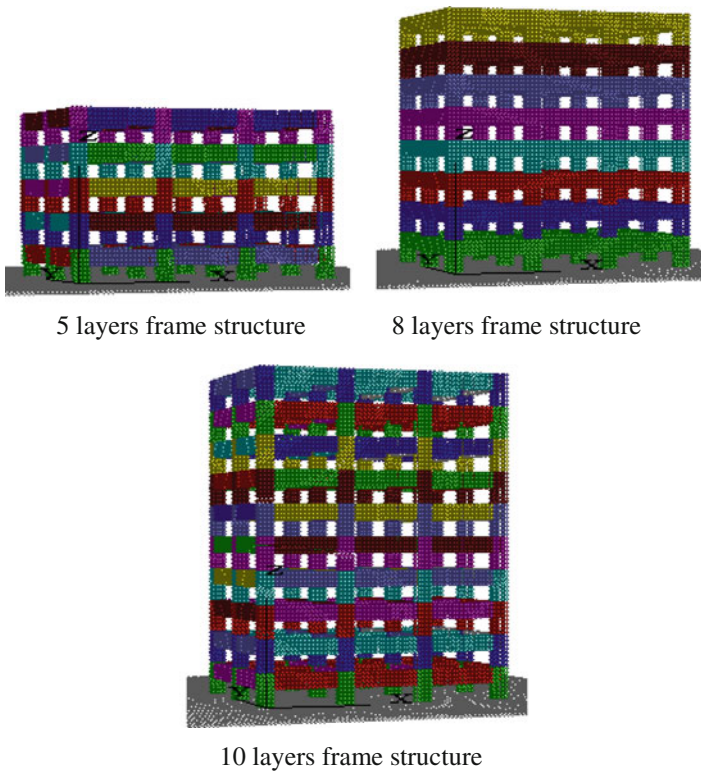 Z
Y
X
5 layers frame structure
Z
Y
X
8 layers frame structure
Z
Y
X
10 layers frame structure